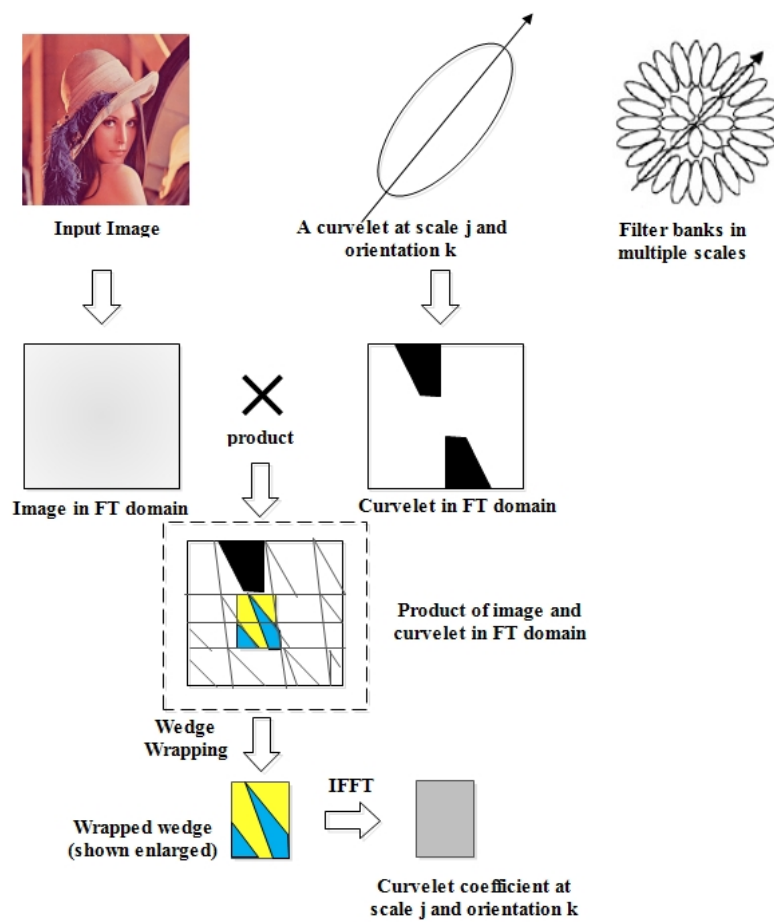 Input Image
A curvelet at scale j and
orientation k
Filter banks in
multiple scales
product
Image in FT domain
Curvelet in FT domain
Product of image and
curvelet in FT domain
Wedge
Wrapping
IFFT
Wrapped wedge
(shown enlarged)
Curvelet coefficient at
scale j and orientation k